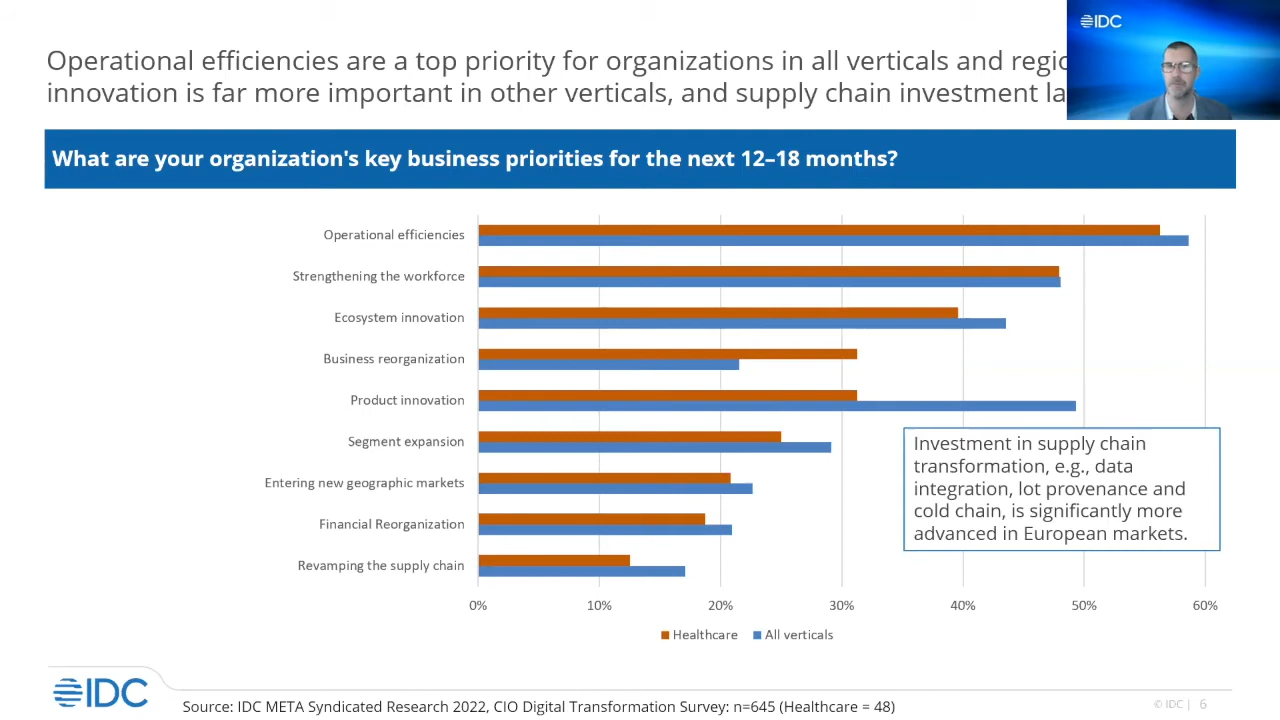 IDC
Operational efficiencies are a top priority for organizations in all verticals and
innovation is far more important in other verticals, and supply chain investment
What are your organization's key business priorities for the next 12–18 months?
Operational efficiencies
Strengthening the workforce
Ecosystem innovation
Business reorganization
Product innovation
Segment expansion
Entering new geographic markets
Financial Reorganization
Revamping the supply chain
Investment in supply chain
transformation, e.g., data
integration, lot provenance and
cold chain, is significantly more
advanced in European markets.
0% 10% 20% 30% 40% 50% 60%
Healthcare All verticals
IDC
Source: IDC META Syndicated Research 2022, CIO Digital Transformation Survey: n=645 (Healthcare = 48)
© IDC | 6